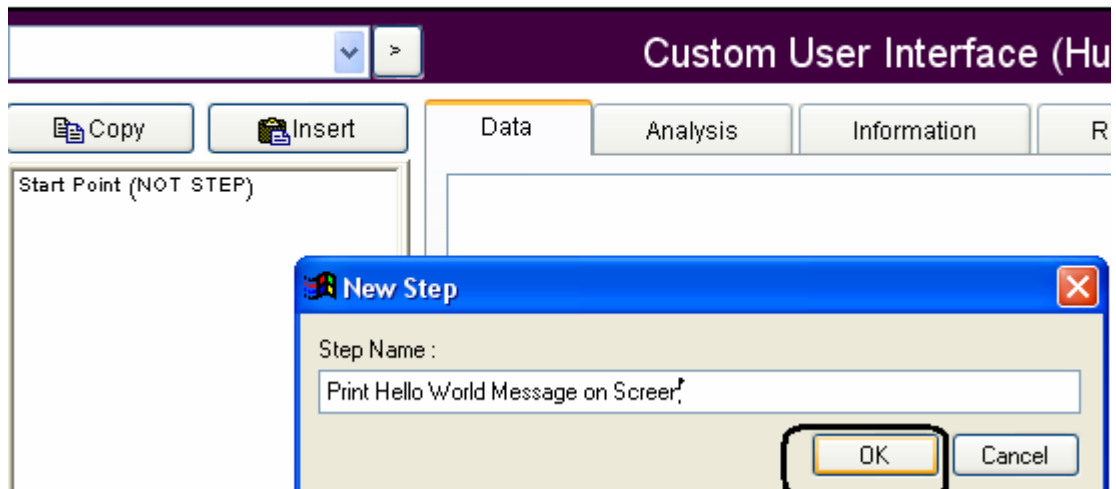 >
Custom User Interface (Hu
Copy
Insert
Data
Analysis
Information
R
Start Point (NOT STEP)
New Step
Step Name :
Print Hello World Message on Screen
OK
Cancel